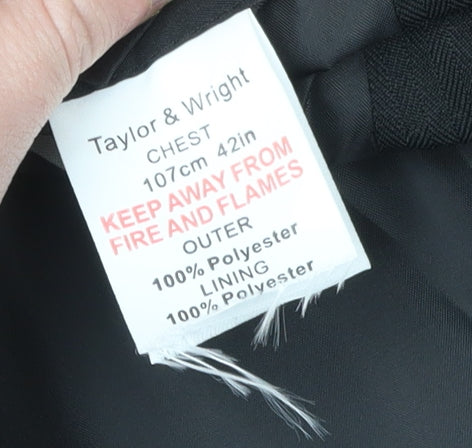 Taylor & Wright
CHEST
107cm 42in
KEEP AWAY FROM
FIRE AND FLAMES
OUTER
100% Polyester
LINING
100% Polyester